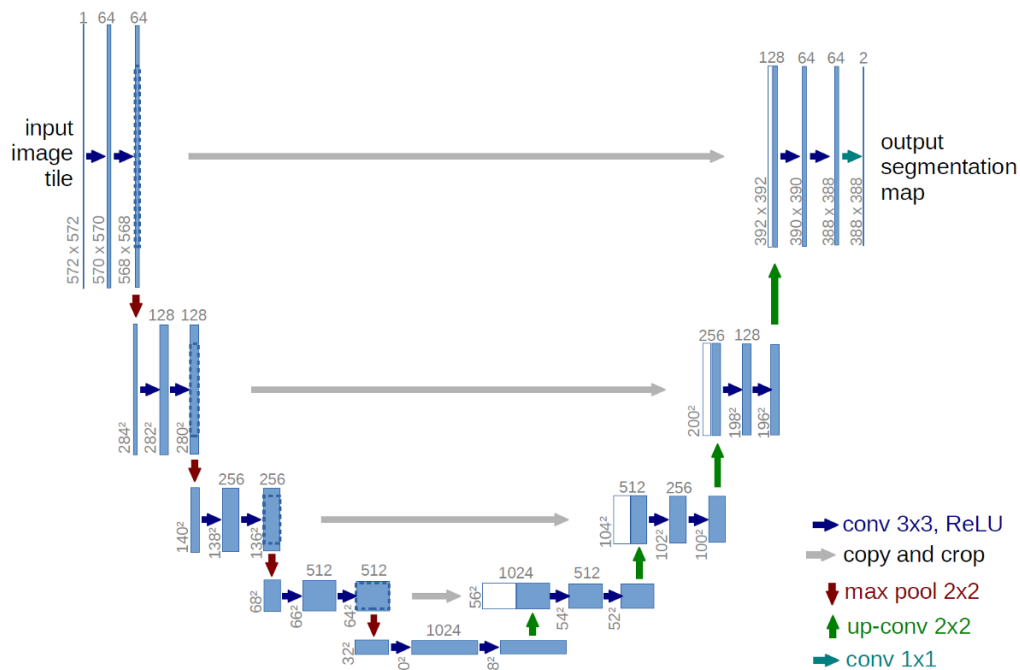 1 64 64
128 64 64 2
input
image
tile
output
segmentation
map
572 x 572
570 x 570
568 x 568
392 x 392
390 x 390
388 x 388
388 x 388
128 128
256 128
284²
282²
280²
200²
198²
196²
256 256
512 256
140²
138²
136²
104²
102²
100²
512 512
1024 512
68²
66²
64²
56²
54²
52²
1024
32²
0²
8²
conv 3x3, ReLU
copy and crop
max pool 2x2
up-conv 2x2
conv 1x1